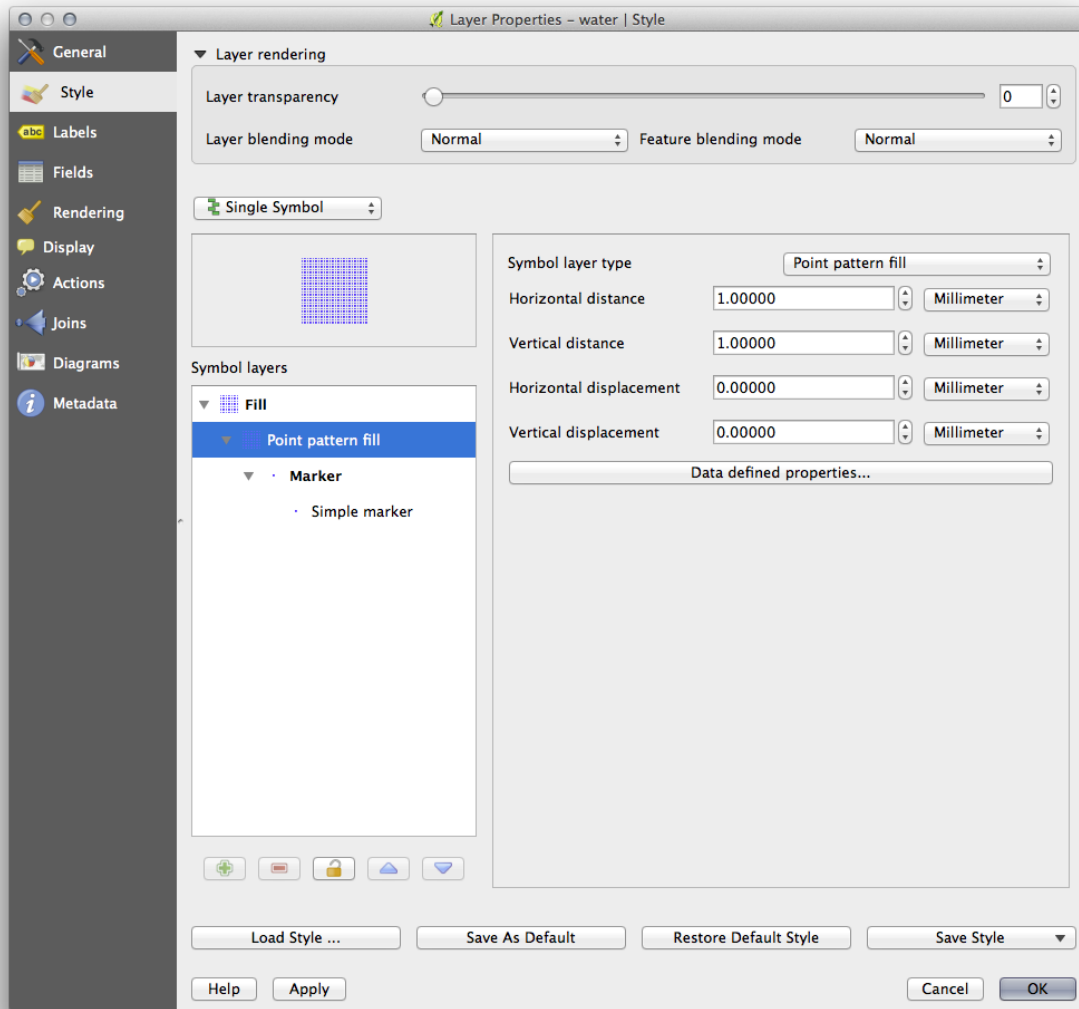 Layer Properties – water | Style
General
Style
abc Labels
Fields
Rendering
Display
Actions
Joins
Diagrams
Metadata
Layer rendering
Layer transparency 0
Layer blending mode Normal Feature blending mode Normal
Single Symbol
Symbol layers
Fill
Point pattern fill
Marker
Simple marker
Symbol layer type Point pattern fill
Horizontal distance 1.00000 Millimeter
Vertical distance 1.00000 Millimeter
Horizontal displacement 0.00000 Millimeter
Vertical displacement 0.00000 Millimeter
Data defined properties...
Load Style ... Save As Default Restore Default Style Save Style
Help Apply Cancel OK